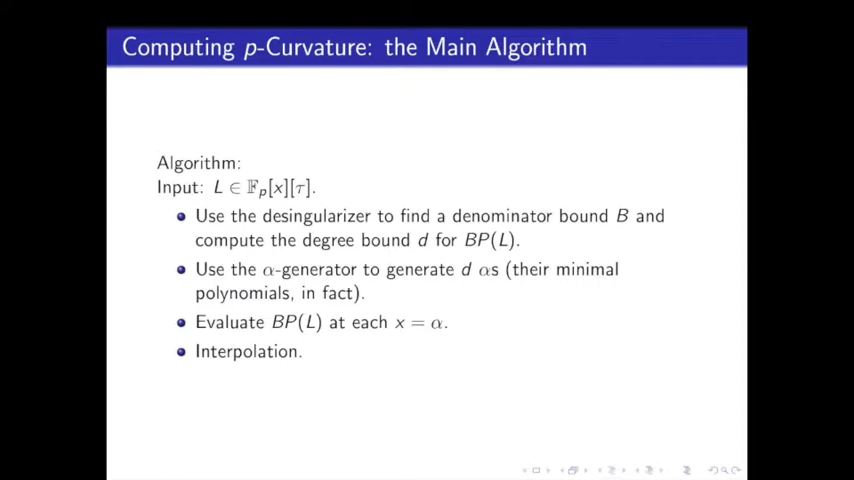 Computing p-Curvature: the Main Algorithm
Algorithm:
Input: L ∈ 𝔽ₚ[x][τ].
Use the desingularizer to find a denominator bound B and
compute the degree bound d for BP(L).
Use the α-generator to generate d αs (their minimal
polynomials, in fact).
Evaluate BP(L) at each x = α.
Interpolation.